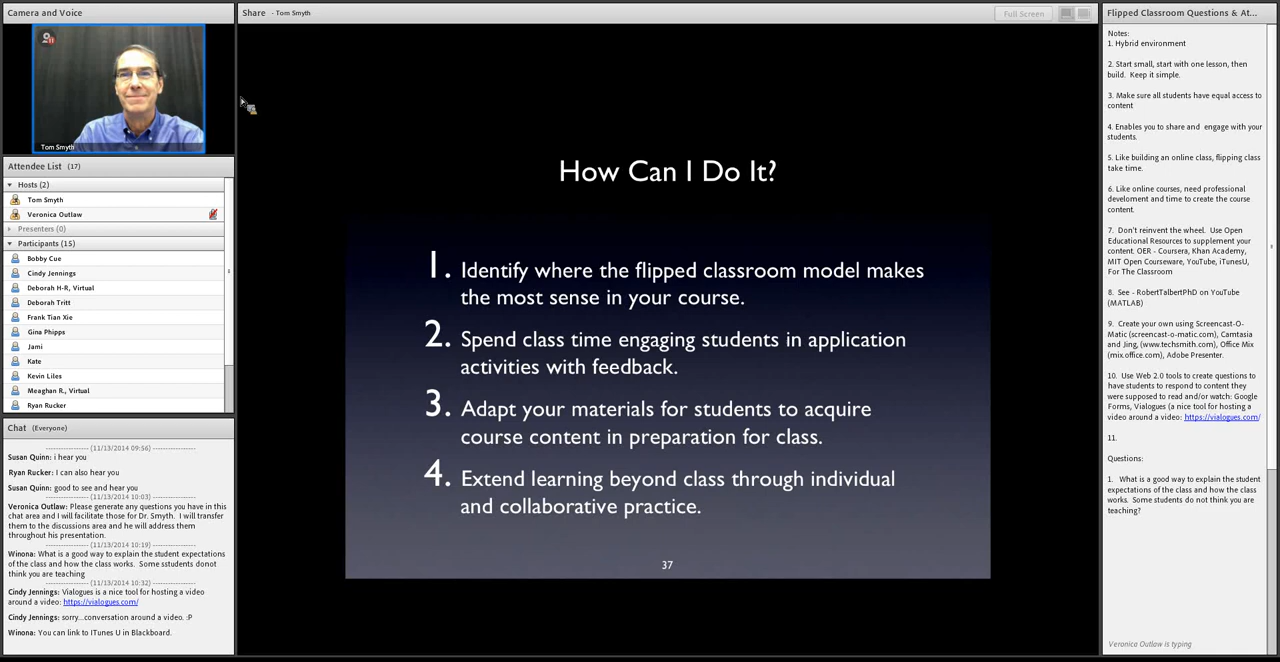 Camera and Voice
Tom Smyth
Attendee List (17)
Hosts (2)
Tom Smyth
Veronica Outlaw
Presenters (0)
Participants (15)
Bobby Cue
Cindy Jennings
Deborah H-R, Virtual
Deborah Tritt
Frank Tian Xie
Gina Phipps
Jami
Kate
Kevin Liles
Meaghan R., Virtual
Ryan Rucker
Chat (Everyone)
------------------ (11/13/2014 09:56) ----------------
Susan Quinn: i hear you
Ryan Rucker: I can also hear you
Susan Quinn: good to see and hear you
------------------ (11/13/2014 10:03) ----------------
Veronica Outlaw: Please generate any questions you have in this
chat area and I will facilitate those for Dr. Smyth. I will transfer
them to the discussions area and he will address them
throughout his presentation.
------------------ (11/13/2014 10:19) ----------------
Winona: What is a good way to explain the student expectations
of the class and how the class works. Some sstudents donot
think you are teaching
------------------ (11/13/2014 10:32) ----------------
Cindy Jennings: Vialogues is a nice tool for hosting a video
around a video: https://vialogues.com/
Cindy Jennings: sorry...conversation around a video. :P
Winona: You can link to ITunes U in Blackboard.
Share - Tom Smyth
Full Screen
How Can I Do It?
1. Identify where the flipped classroom model makes
the most sense in your course.
2. Spend class time engaging students in application
activities with feedback.
3. Adapt your materials for students to acquire
course content in preparation for class.
4. Extend learning beyond class through individual
and collaborative practice.
37
Flipped Classroom Questions & At...
Notes:
1. Hybrid environment
2. Start small, start with one lesson, then
build. Keep it simple.
3. Make sure all students have equal access to
content
4. Enables you to share and engage with your
students.
5. Like building an online class, flipping class
take time.
6. Like online courses, need professional
develoment and time to create the course
content.
7. Don't reinvent the wheel. Use Open
Educational Resources to supplement your
content. OER - Coursera, Khan Academy,
MIT Open Courseware, YouTube, iTunesU,
For The Classroom
8. See - RobertTalbertPhD on YouTube
(MATLAB)
9. Create your own using Screencast-O-
Matic (screencast-o-matic.com), Camtasia
and Jing, (www.techsmith.com), Office Mix
(mix.office.com), Adobe Presenter.
10. Use Web 2.0 tools to create questions to
have students to respond to content they
were supposed to read and/or watch: Google
Forms, Vialogues (a nice tool for hosting a
video around a video: https://vialogues.com/
11.
Questions:
1. What is a good way to explain the student
expectations of the class and how the class
works. Some students do not think you are
teaching?
Veronica Outlaw is typing